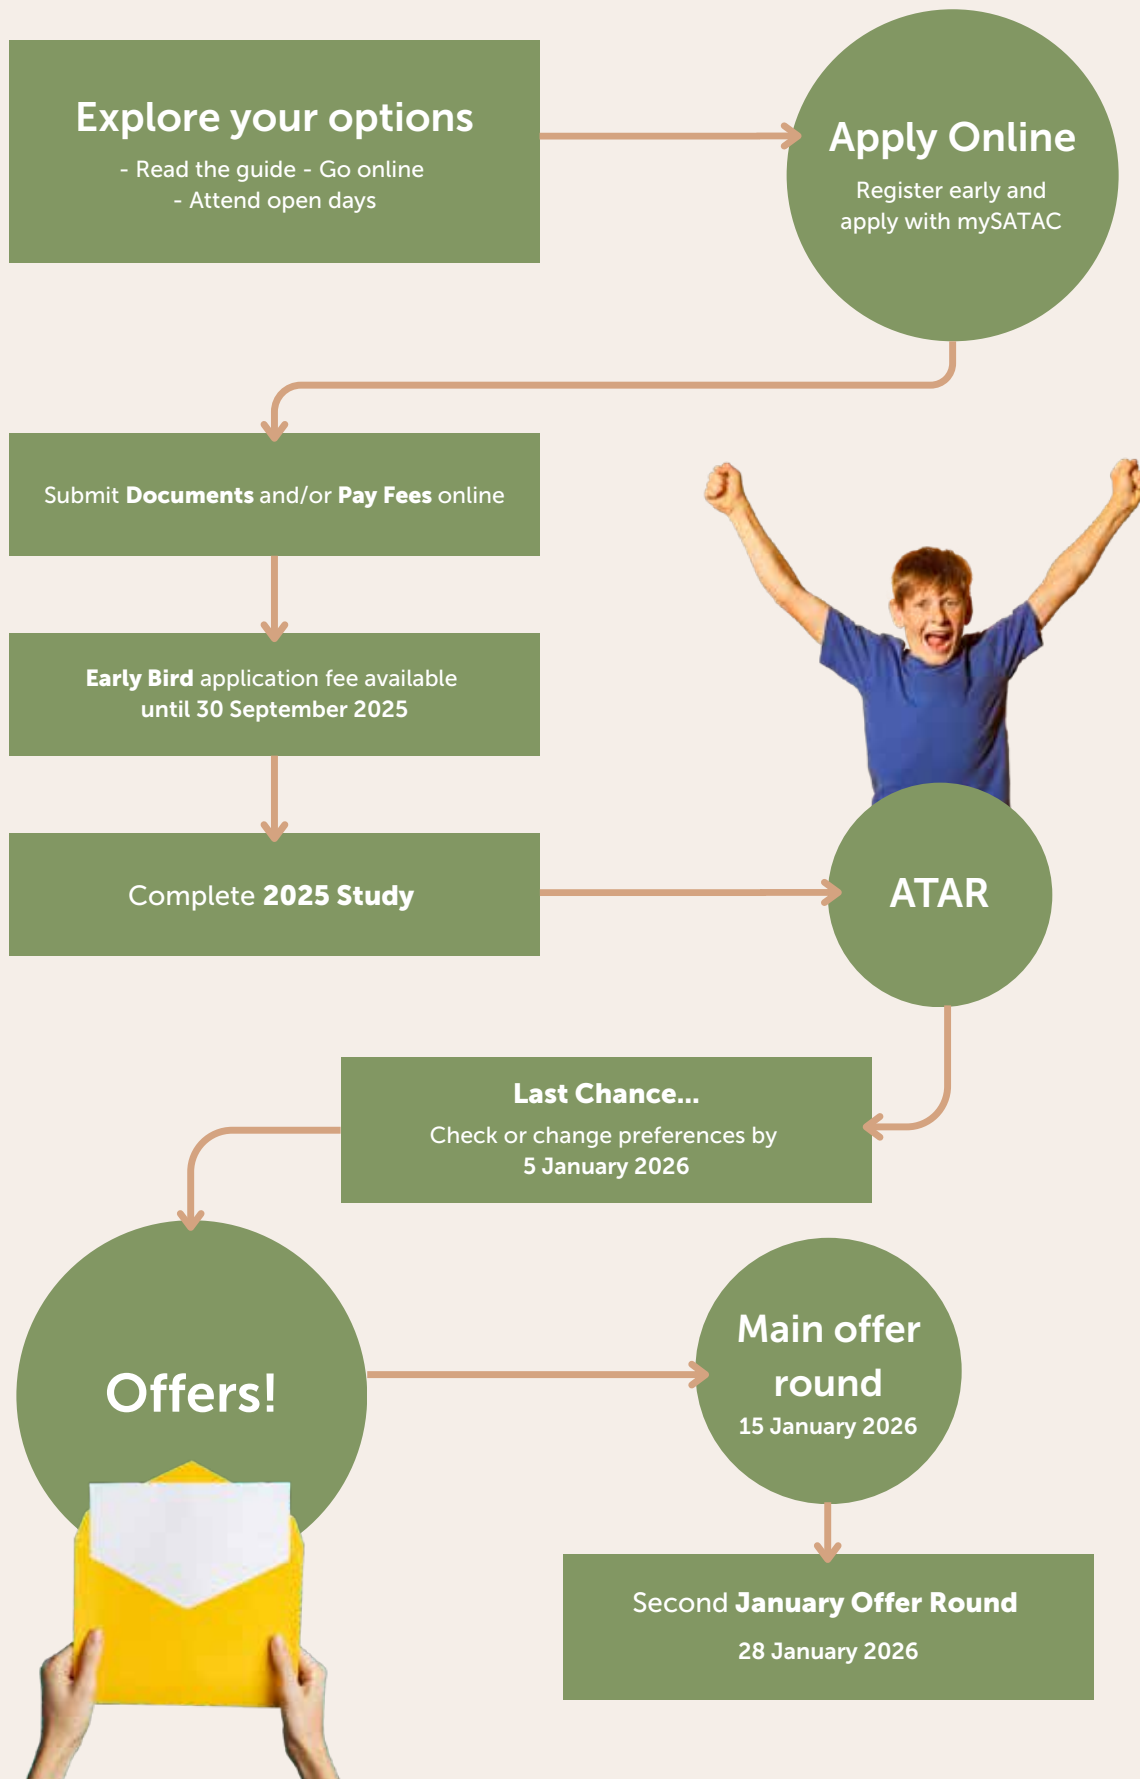 Explore your options
- Read the guide - Go online
- Attend open days
Apply Online
Register early and
apply with mySATAC
Submit Documents and/or Pay Fees online
Early Bird application fee available
until 30 September 2025
Complete 2025 Study
ATAR
Last Chance...
Check or change preferences by
5 January 2026
Offers!
Main offer
round
15 January 2026
Second January Offer Round
28 January 2026